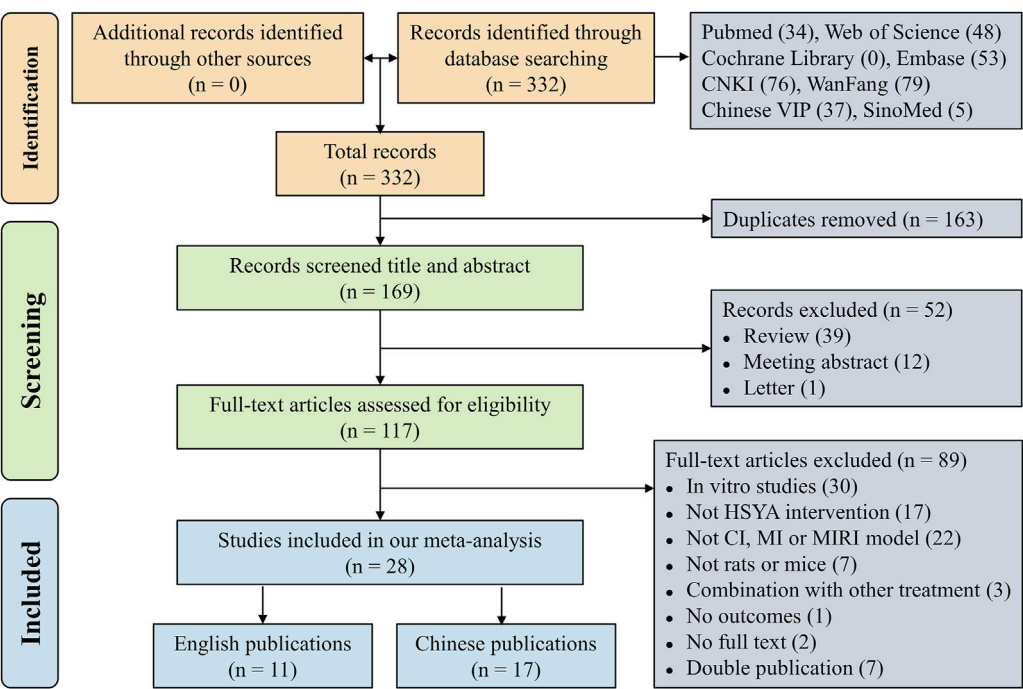 Identification
Additional records identified
through other sources
(n = 0)
Records identified through
database searching
(n = 332)
Pubmed (34), Web of Science (48)
Cochrane Library (0), Embase (53)
CNKI (76), WanFang (79)
Chinese VIP (37), SinoMed (5)
Total records
(n = 332)
Duplicates removed (n = 163)
Screening
Records screened title and abstract
(n = 169)
Records excluded (n = 52)
• Review (39)
• Meeting abstract (12)
• Letter (1)
Full-text articles assessed for eligibility
(n = 117)
Full-text articles excluded (n = 89)
• In vitro studies (30)
• Not HSYA intervention (17)
• Not CI, MI or MIRI model (22)
• Not rats or mice (7)
• Combination with other treatment (3)
• No outcomes (1)
• No full text (2)
• Double publication (7)
Included
Studies included in our meta-analysis
(n = 28)
English publications
(n = 11)
Chinese publications
(n = 17)